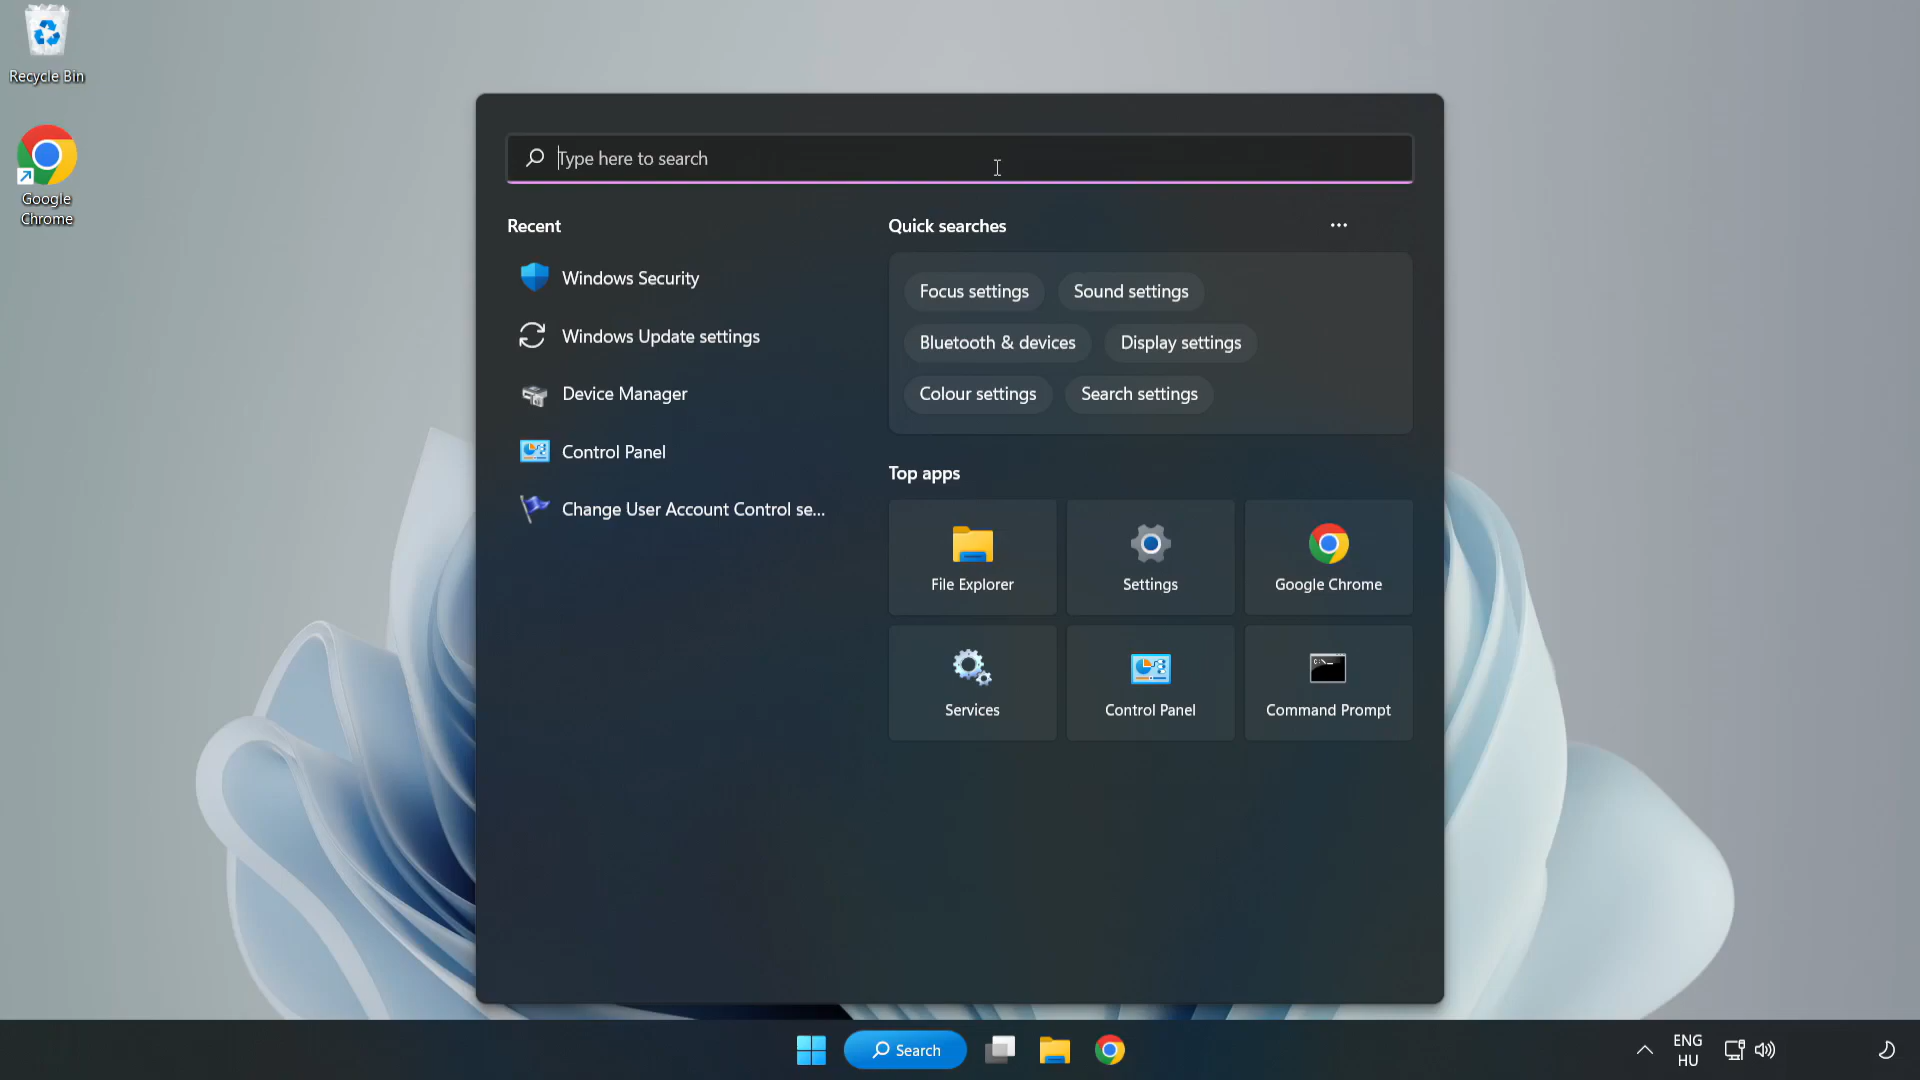 Recycle Bin
Google
Chrome
Type here to search
Recent
Windows Security
Windows Update settings
Device Manager
Control Panel
Change User Account Control se...
Quick searches
Focus settings
Sound settings
Bluetooth & devices
Display settings
Colour settings
Search settings
Top apps
File Explorer
Settings
Google Chrome
Services
Control Panel
Command Prompt
Search
ENG
HU